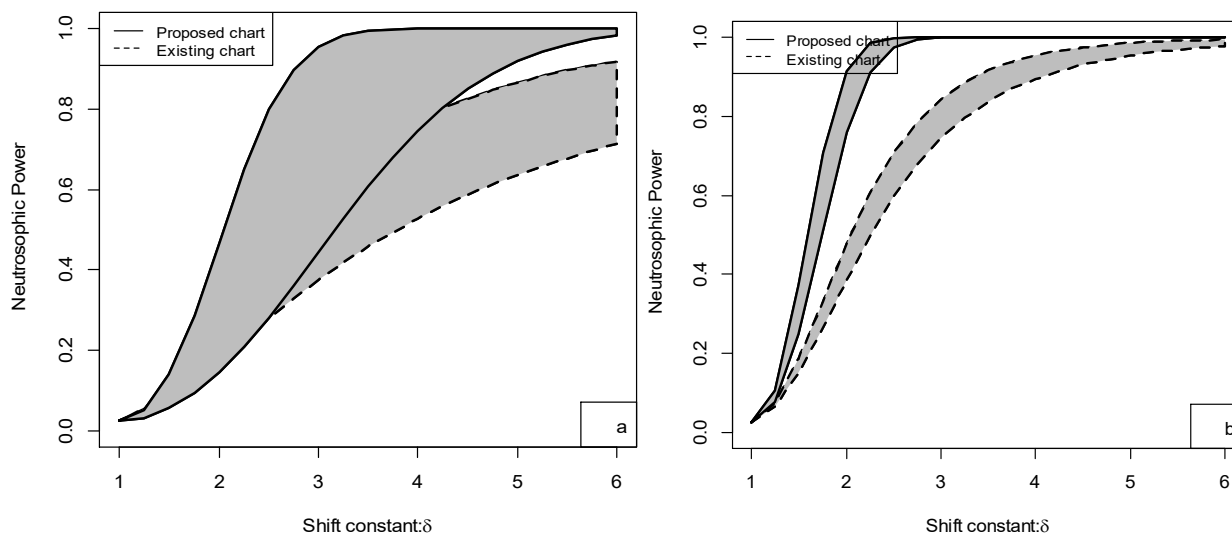 Proposed chart
Existing chart
1.0
0.8
0.6
0.4
0.2
0.0
Neutrosophic Power
a
1 2 3 4 5 6
Shift constant:δ
Proposed chart
Existing chart
1.0
0.8
0.6
0.4
0.2
0.0
Neutrosophic Power
b
1 2 3 4 5 6
Shift constant:δ